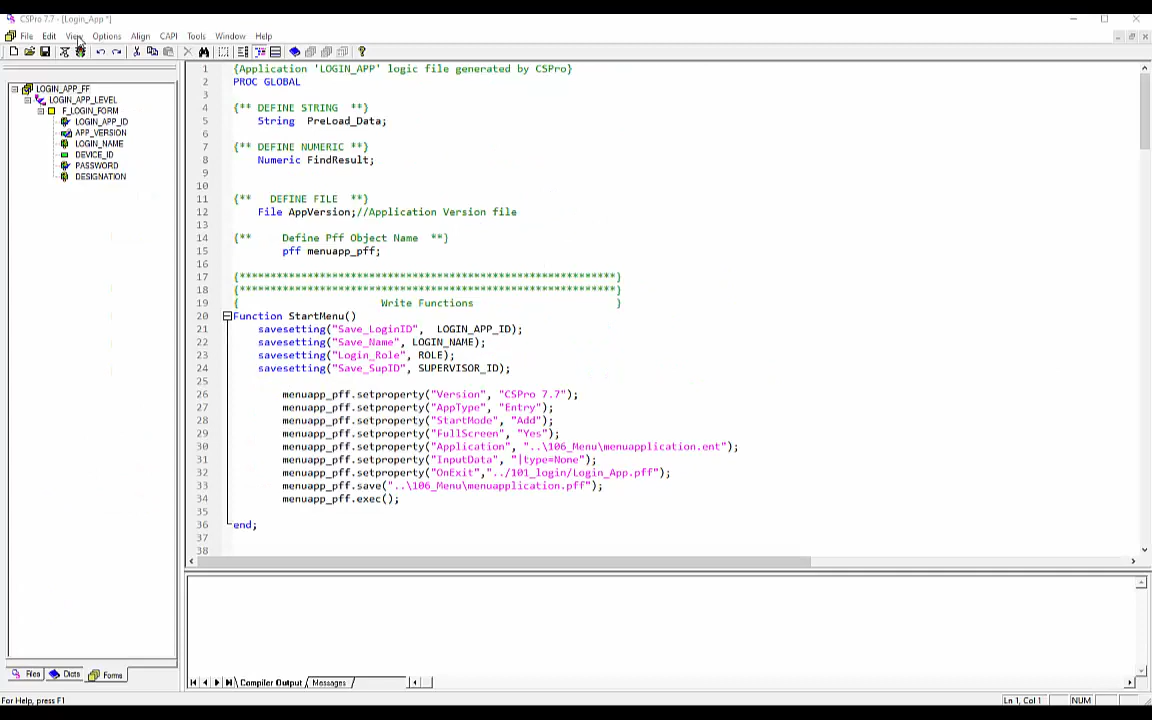 CSPro 7.7 - [Login_App *]
File Edit View Options Align CAPI Tools Window Help
LOGIN_APP_FF
LOGIN_APP_LEVEL
F_LOGIN_FORM
LOGIN_APP_ID
APP_VERSION
LOGIN_NAME
DEVICE_ID
PASSWORD
DESIGNATION
1 {Application 'LOGIN_APP' logic file generated by CSPro}
2 PROC GLOBAL
3
4 {** DEFINE STRING **}
5 String PreLoad_Data;
6
7 {** DEFINE NUMERIC **}
8 Numeric FindResult;
9
10
11 {** DEFINE FILE **}
12 File AppVersion;//Application Version file
13
14 {** Define Pff Object Name **}
15 pff menuapp_pff;
16
17 {*************************************************************}
18 {*************************************************************}
19 { Write Functions }
20 Function StartMenu()
21 savesetting("Save_LoginID", LOGIN_APP_ID);
22 savesetting("Save_Name", LOGIN_NAME);
23 savesetting("Login_Role", ROLE);
24 savesetting("Save_SupID", SUPERVISOR_ID);
25
26 menuapp_pff.setproperty("Version", "CSPro 7.7");
27 menuapp_pff.setproperty("AppType", "Entry");
28 menuapp_pff.setproperty("StartMode", "Add");
29 menuapp_pff.setproperty("FullScreen", "Yes");
30 menuapp_pff.setproperty("Application", "..\106_Menu\menuapplication.ent");
31 menuapp_pff.setproperty("InputData", "|type=None");
32 menuapp_pff.setproperty("OnExit","../101_login/Login_App.pff");
33 menuapp_pff.save("..\106_Menu\menuapplication.pff");
34 menuapp_pff.exec();
35
36 end;
37
38
Files Dicts Forms
Compiler Output Messages
For Help, press F1
Ln 1, Col 1 NUM